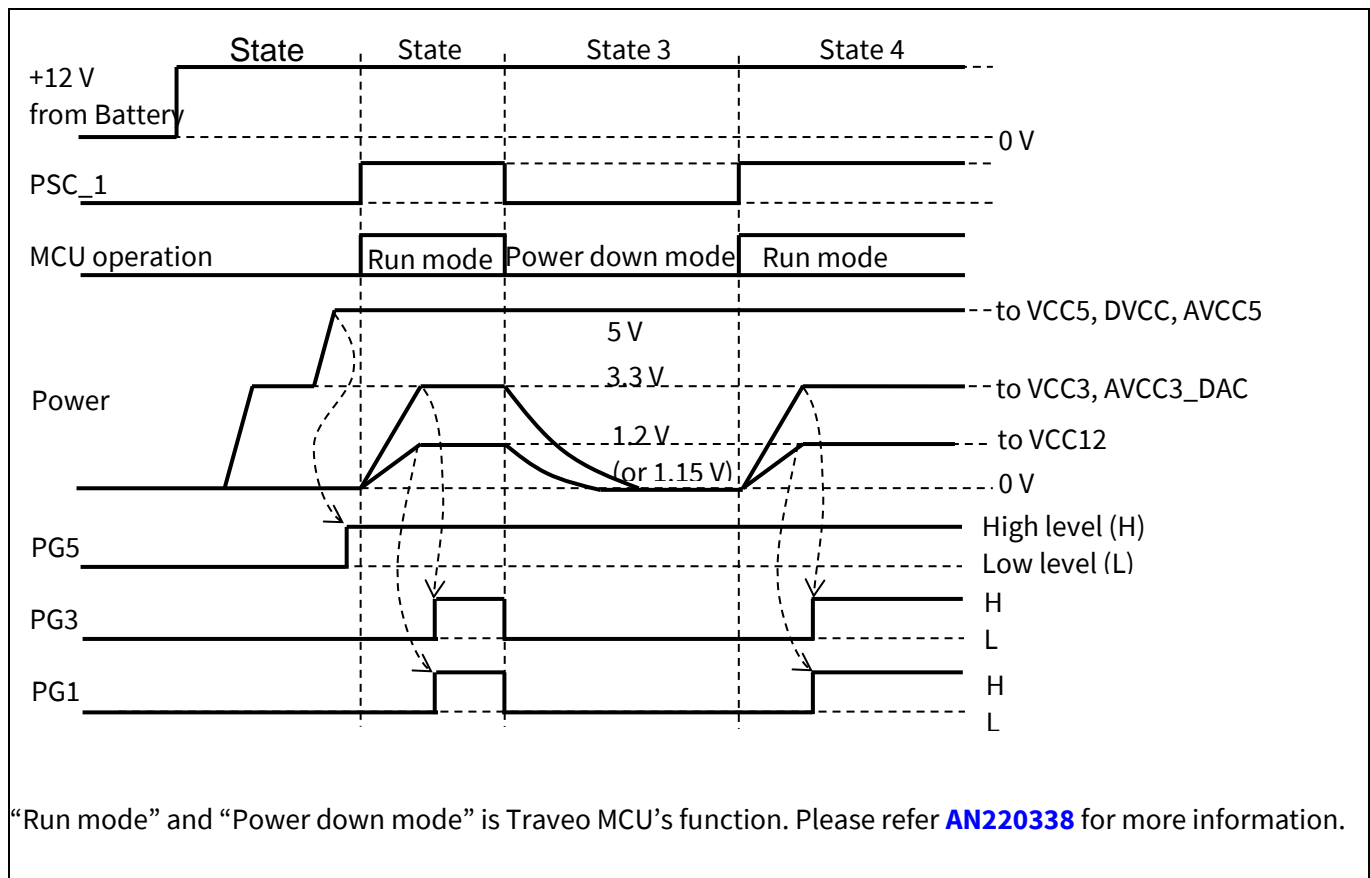 State
State
State 3
State 4
+12 V
from Battery
0 V
PSC_1
MCU operation
Run mode
Power down mode
Run mode
to VCC5, DVCC, AVCC5
5 V
3.3 V
to VCC3, AVCC3_DAC
Power
1.2 V
to VCC12
(or 1.15 V)
0 V
High level (H)
PG5
Low level (L)
H
PG3
L
H
PG1
L
“Run mode” and “Power down mode” is Traveo MCU’s function. Please refer AN220338 for more information.